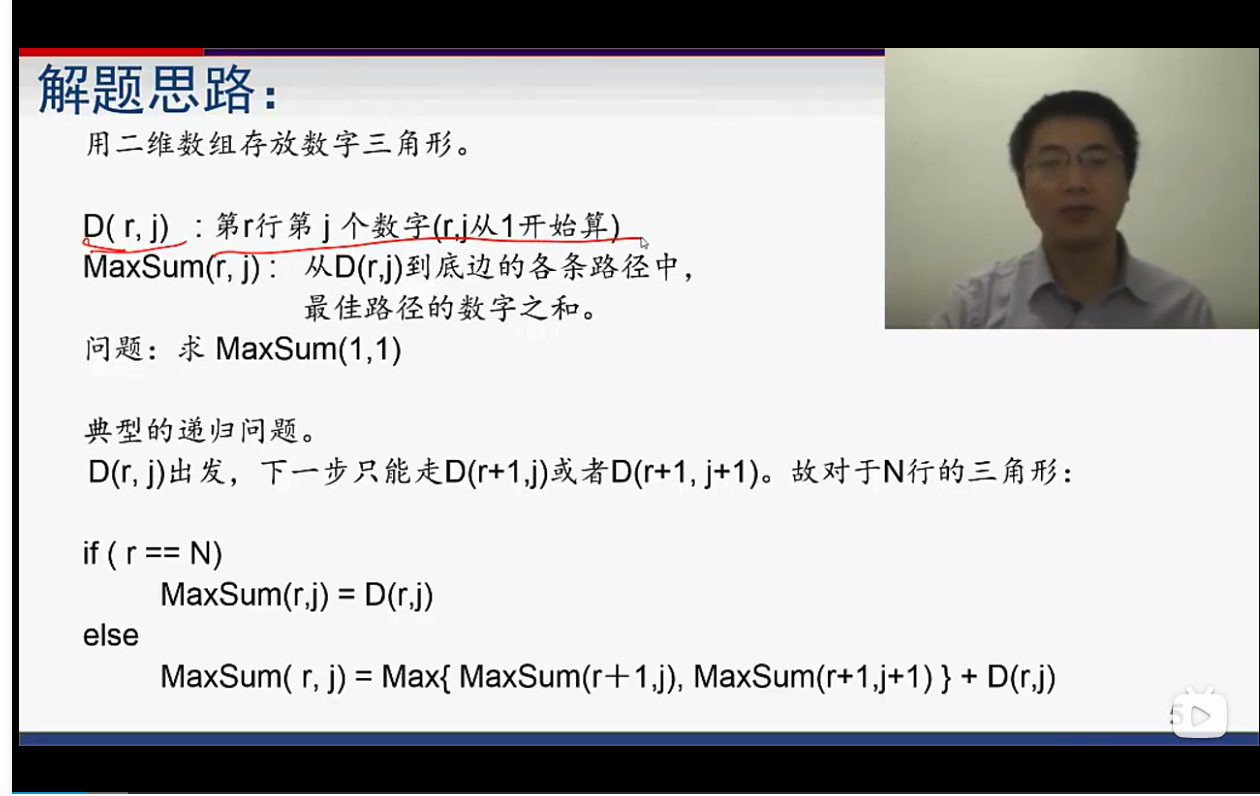 解题思路：
用二维数组存放数字三角形。
D( r, j) : 第r行第 j 个数字(r,j从1开始算)
MaxSum(r, j) : 从D(r,j)到底边的各条路径中，
最佳路径的数字之和。
问题：求 MaxSum(1,1)
典型的递归问题。
D(r, j)出发，下一步只能走D(r+1,j)或者D(r+1, j+1)。故对于N行的三角形：
if ( r == N)
MaxSum(r,j) = D(r,j)
else
MaxSum( r, j) = Max{ MaxSum(r＋1,j), MaxSum(r+1,j+1) } + D(r,j)
5